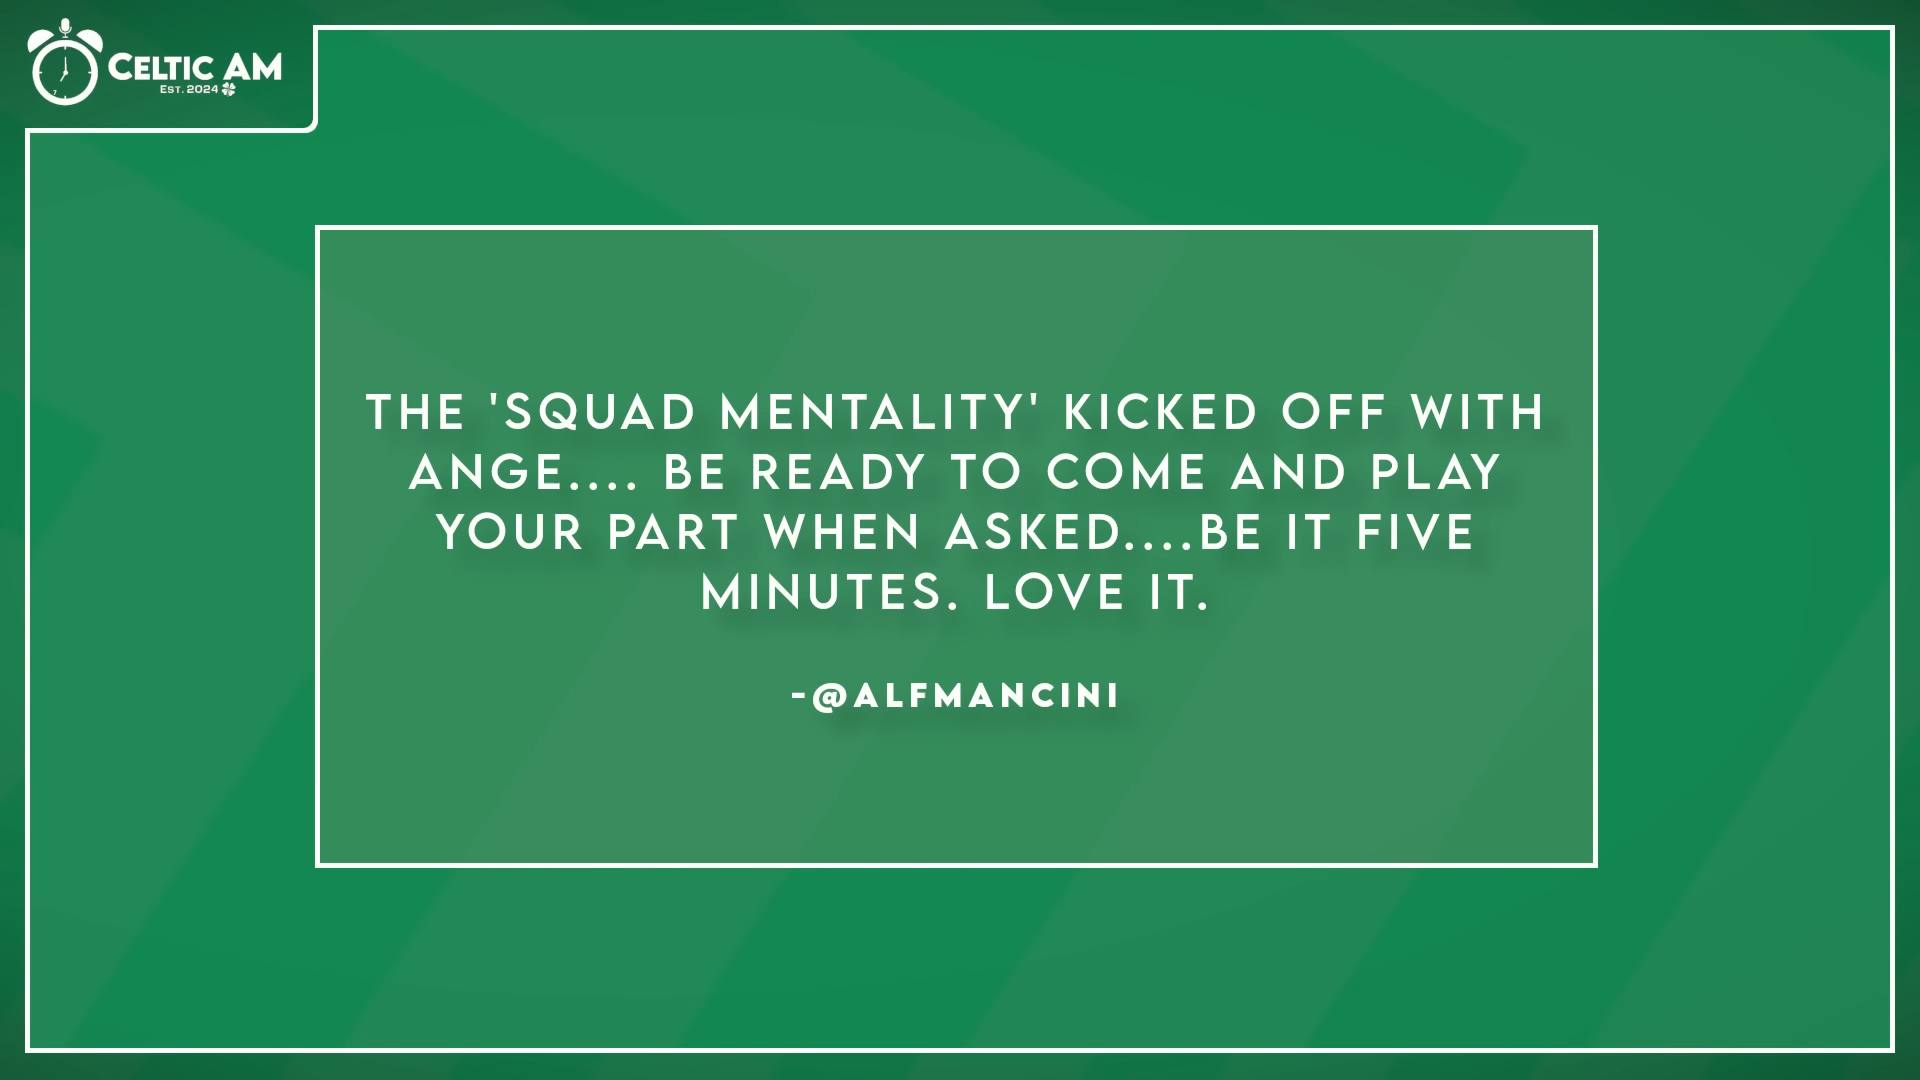 CELTIC AM
EST. 2024
THE 'SQUAD MENTALITY' KICKED OFF WITH
ANGE.... BE READY TO COME AND PLAY
YOUR PART WHEN ASKED....BE IT FIVE
MINUTES. LOVE IT.
-@ALFMANCINI